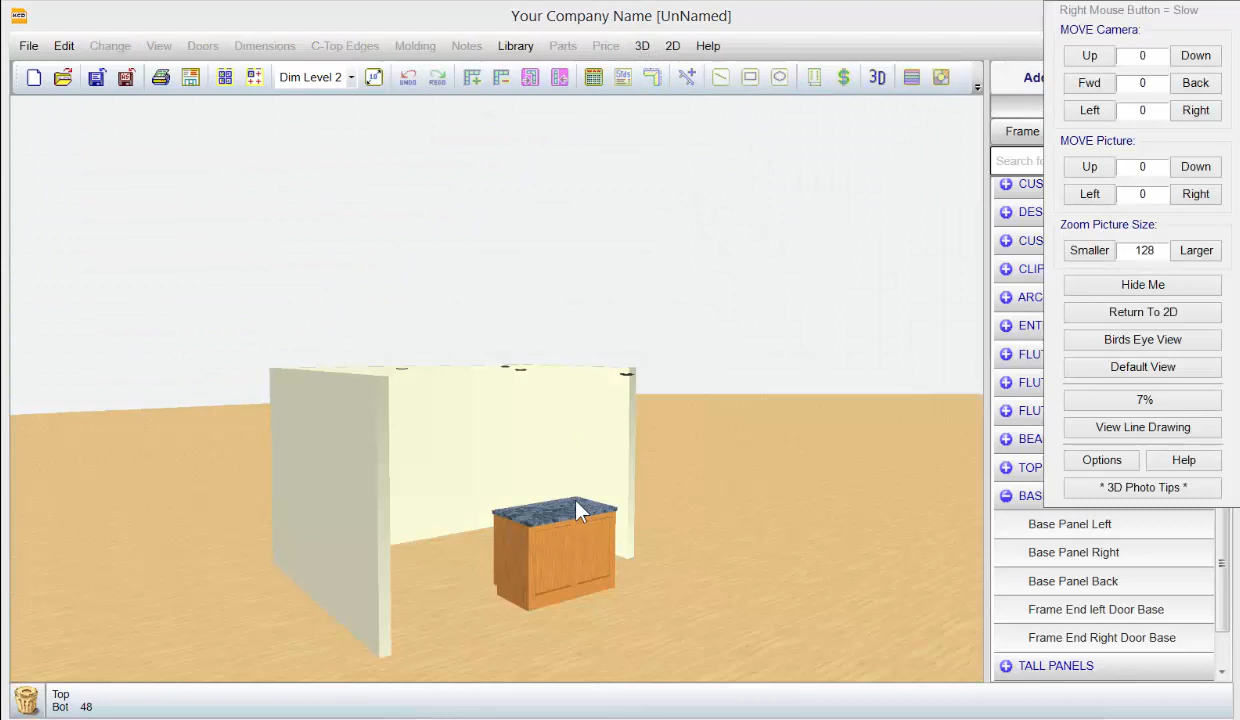 Your Company Name [UnNamed]
File Edit Change View Doors Dimensions C-Top Edges Molding Notes Library Parts Price 3D 2D Help
Dim Level 2
UNDO
REDO
Stds
$
3D
Frame
CUS
DES
CUS
CLIP
ARC
ENT
FLUT
FLU
FLU
BEA
TOP
BAS
Base Panel Left
Base Panel Right
Base Panel Back
Frame End left Door Base
Frame End Right Door Base
TALL PANELS
Right Mouse Button = Slow
MOVE Camera:
Up 0 Down
Fwd 0 Back
Left 0 Right
MOVE Picture:
Up 0 Down
Left 0 Right
Zoom Picture Size:
Smaller 128 Larger
Hide Me
Return To 2D
Birds Eye View
Default View
7%
View Line Drawing
Options Help
* 3D Photo Tips *
Top
Bot 48